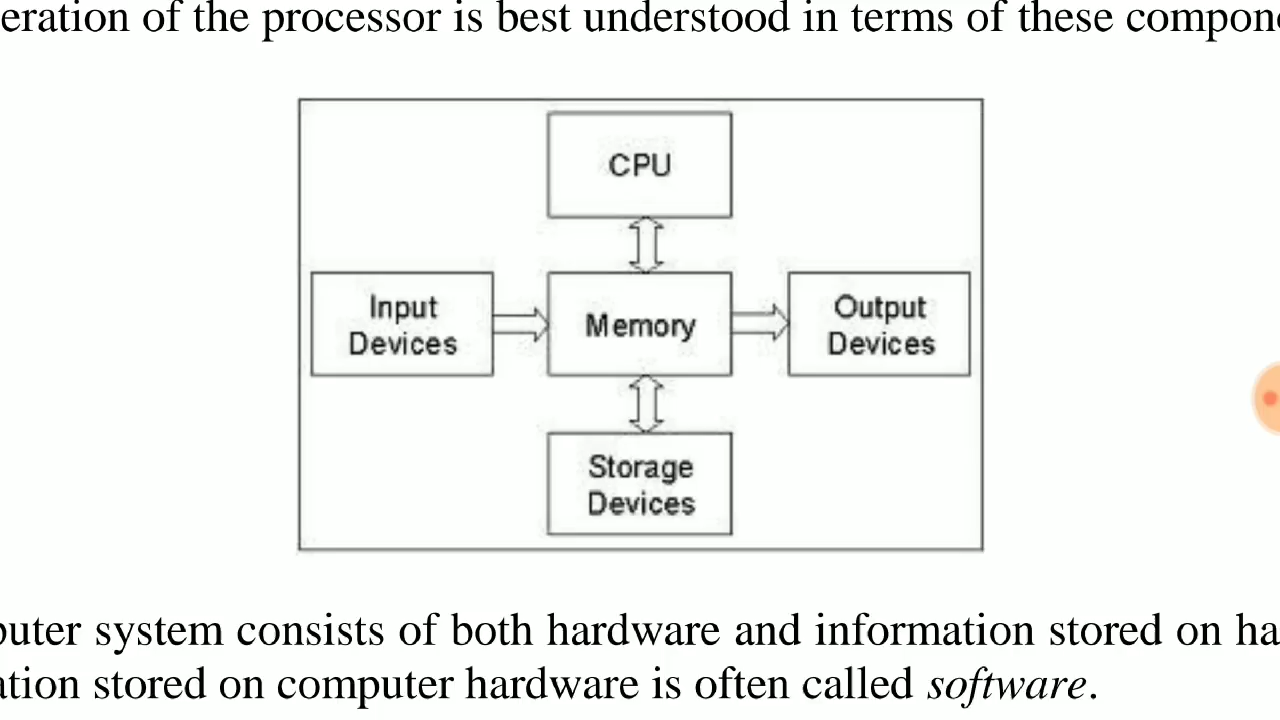 eration of the processor is best understood in terms of these compon
CPU
Input
Devices
Memory
Output
Devices
Storage
Devices
puter system consists of both hardware and information stored on ha
ation stored on computer hardware is often called software.